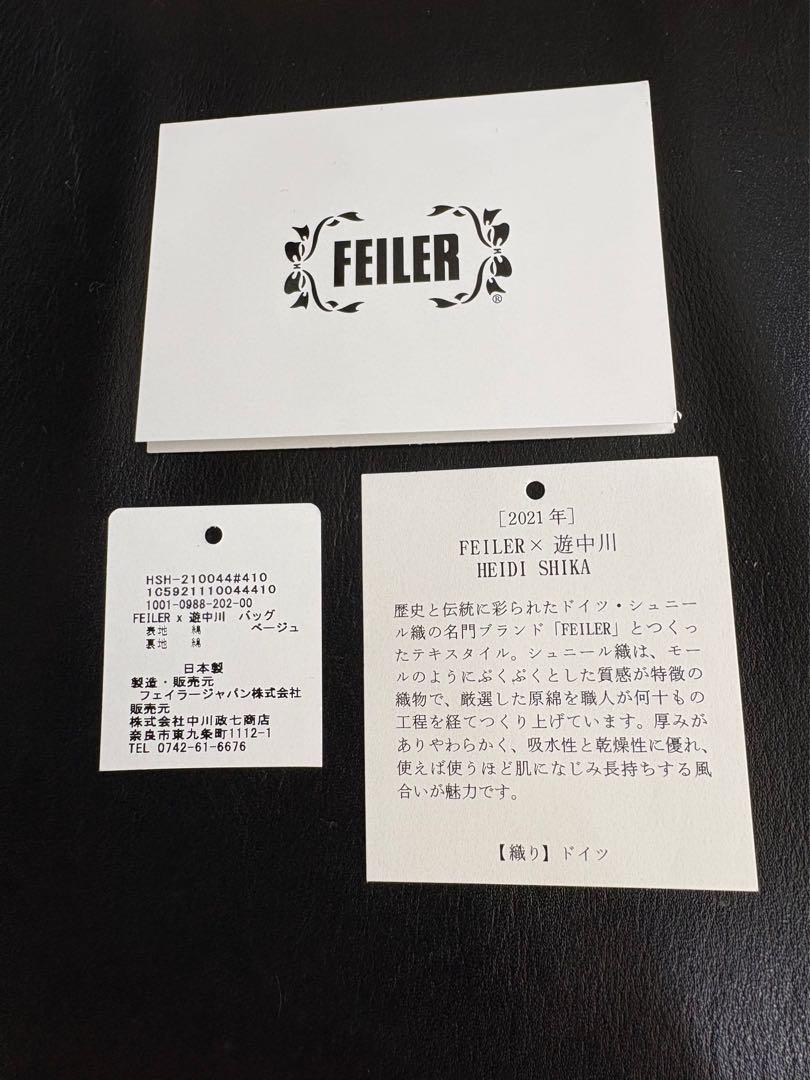 FEILER
®
HSH-210044#410
1C5921110044410
1001-0988-202-00
FEILER x 遊中川 バッグ
表地 綿 ベージュ
裏地 綿
日本製
製造・販売元
フェイラージャパン株式会社
販売元
株式会社中川政七商店
奈良市東九条町1112-1
TEL 0742-61-6676
［2021年］
FEILER× 遊中川
HEIDI SHIKA
歴史と伝統に彩られたドイツ・シュニー
ル織の名門ブランド「FEILER」とつくっ
たテキスタイル。シュニール織は、モー
ルのようにぷくぷくとした質感が特徴の
織物で、厳選した原綿を職人が何十もの
工程を経てつくり上げています。厚みが
ありやわらかく、吸水性と乾燥性に優れ、
使えば使うほど肌になじみ長持ちする風
合いが魅力です。
【織り】ドイツ